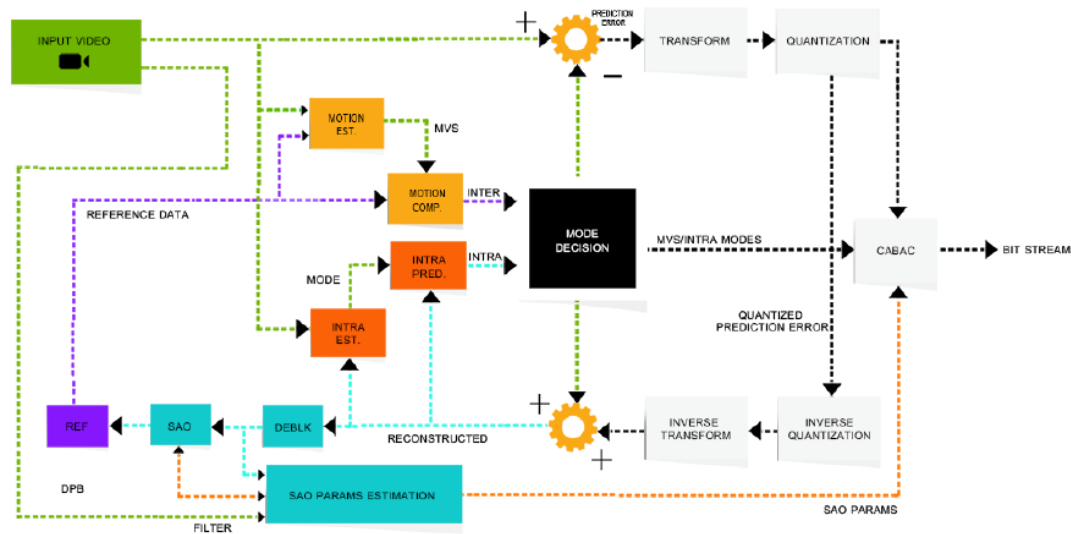 INPUT VIDEO
PREDICTION
ERROR
TRANSFORM
QUANTIZATION
+
−
MOTION
EST.
MVS
MOTION
COMP.
INTER
REFERENCE DATA
MODE
DECISION
MVS/INTRA MODES
CABAC
BIT STREAM
INTRA
PRED.
INTRA
MODE
INTRA
EST.
QUANTIZED
PREDICTION ERROR
REF
SAO
DEBLK
RECONSTRUCTED
+
+
INVERSE
TRANSFORM
INVERSE
QUANTIZATION
DPB
SAO PARAMS ESTIMATION
SAO PARAMS
FILTER